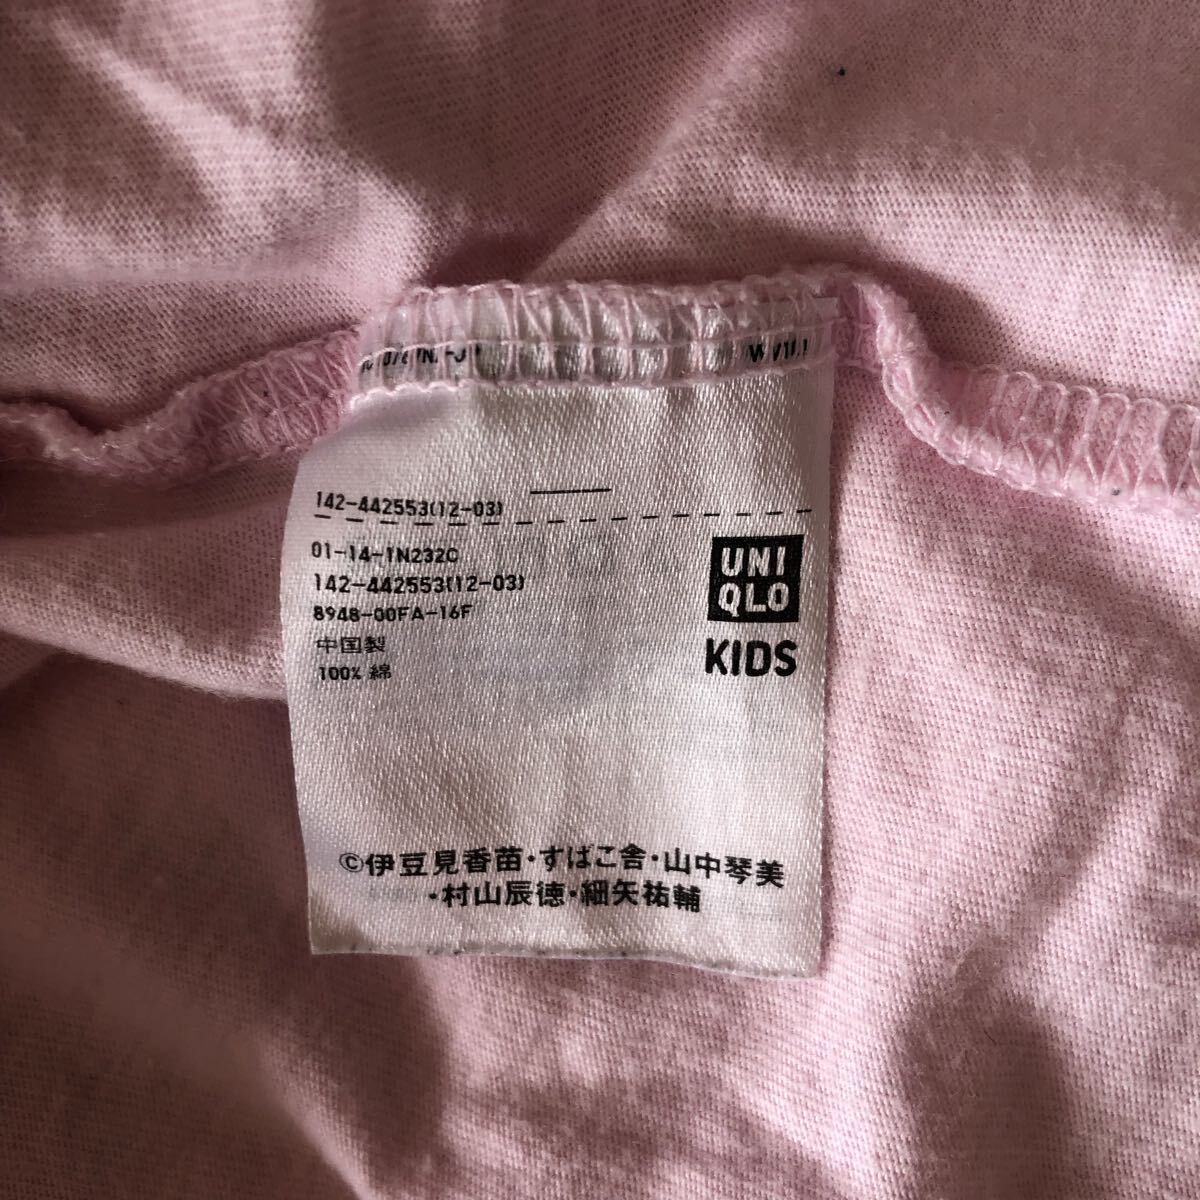 142-442553(12-03)
01-14-1N232C
142-442553(12-03)
8948-00FA-16F
中国製
100% 綿
UNI
QLO
KIDS
©伊豆見香苗・すばこ舎・山中琴美
・村山辰徳・細矢祐輔